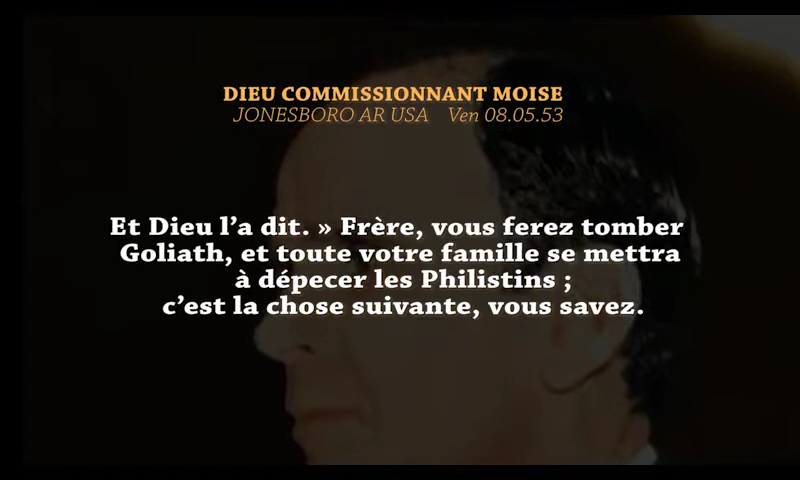 DIEU COMMISSIONNANT MOISE
JONESBORO AR USA Ven 08.05.53
Et Dieu l’a dit. » Frère, vous ferez tomber
Goliath, et toute votre famille se mettra
à dépecer les Philistins ;
c’est la chose suivante, vous savez.